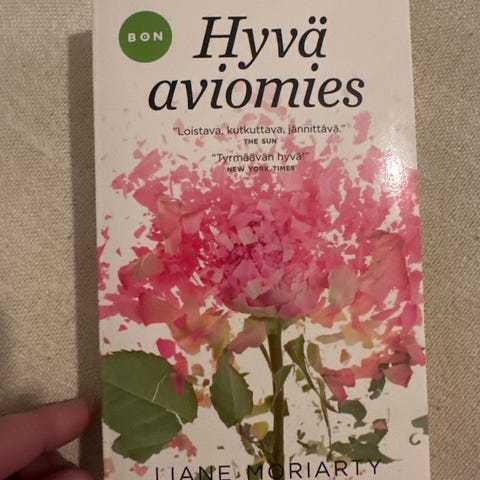 BON
Hyvä
aviomies
"Loistava, kutkuttava, jännittävä."
THE SUN
"Tyrmäävän hyvä!"
NEW YORK TIMES
LIANE MORIARTY